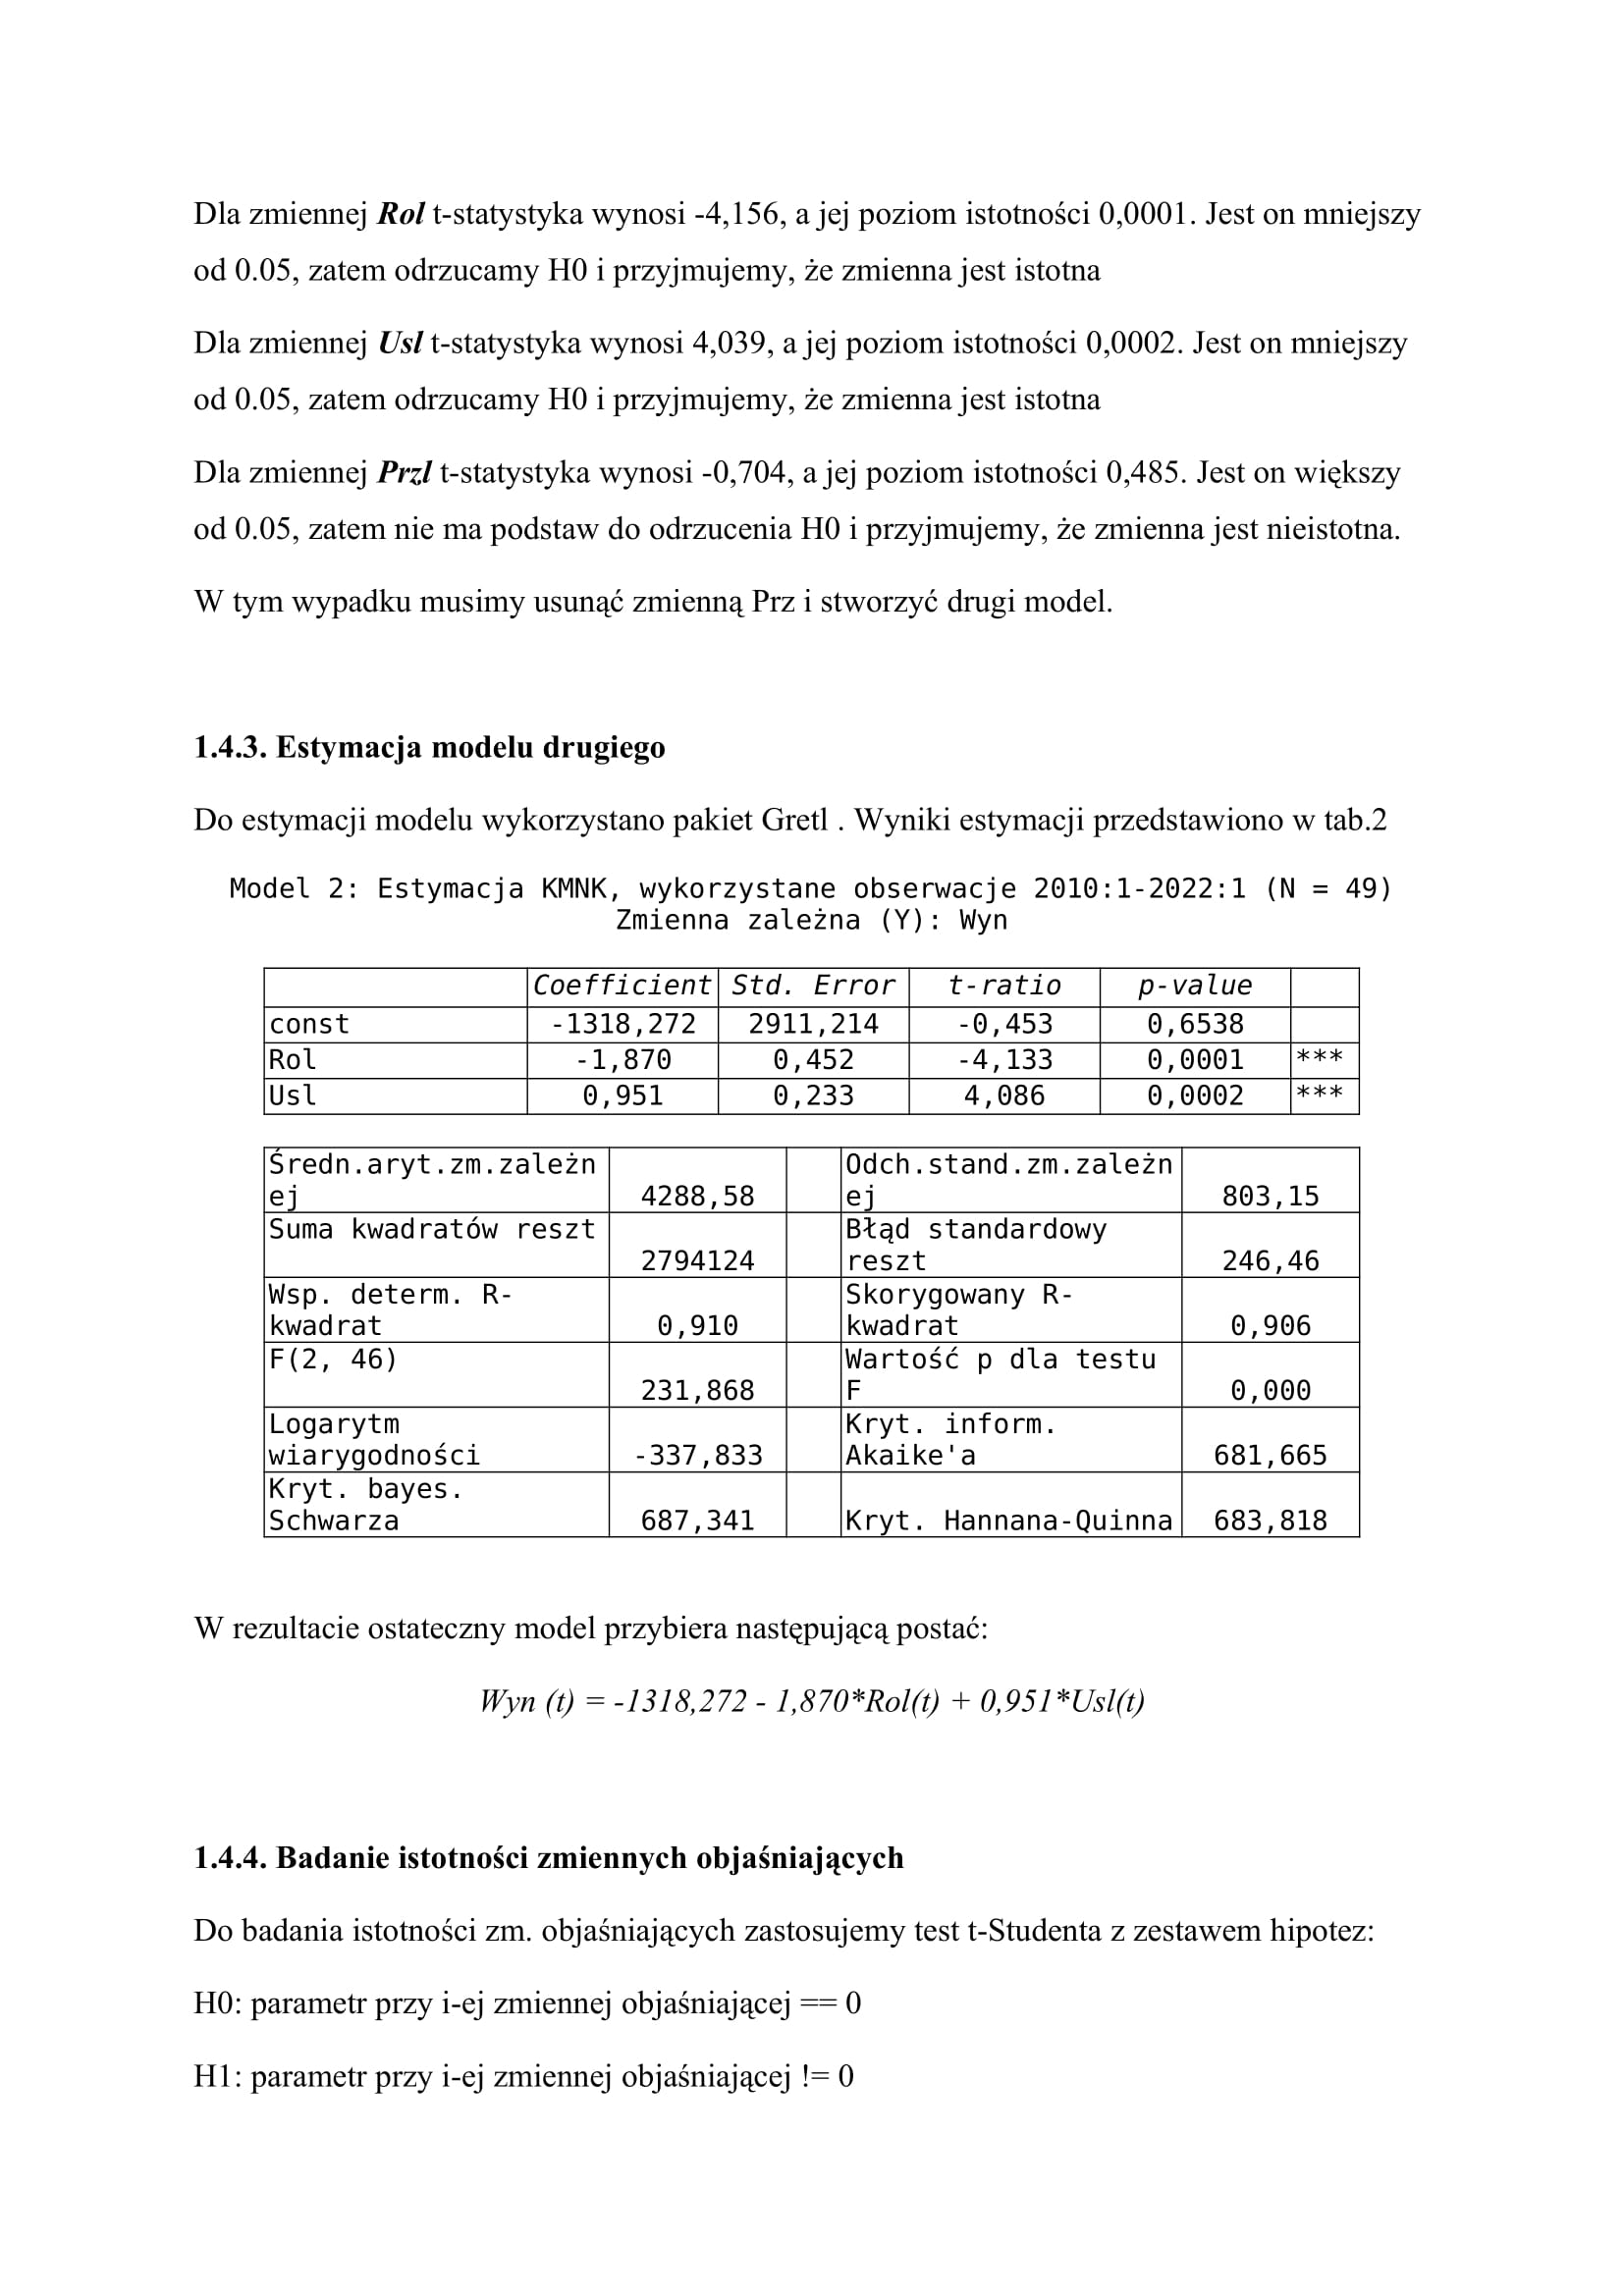 Dla zmiennej Rol t-statystyka wynosi -4,156, a jej poziom istotności 0,0001. Jest on mniejszy
od 0.05, zatem odrzucamy H0 i przyjmujemy, że zmienna jest istotna
Dla zmiennej Usl t-statystyka wynosi 4,039, a jej poziom istotności 0,0002. Jest on mniejszy
od 0.05, zatem odrzucamy H0 i przyjmujemy, że zmienna jest istotna
Dla zmiennej Przl t-statystyka wynosi -0,704, a jej poziom istotności 0,485. Jest on większy
od 0.05, zatem nie ma podstaw do odrzucenia H0 i przyjmujemy, że zmienna jest nieistotna.
W tym wypadku musimy usunąć zmienną Prz i stworzyć drugi model.
1.4.3. Estymacja modelu drugiego
Do estymacji modelu wykorzystano pakiet Gretl . Wyniki estymacji przedstawiono w tab.2
Model 2: Estymacja KMNK, wykorzystane obserwacje 2010:1-2022:1 (N = 49)
Zmienna zależna (Y): Wyn
Coefficient Std. Error t-ratio p-value
const -1318,272 2911,214 -0,453 0,6538
Rol -1,870 0,452 -4,133 0,0001 ***
Usl 0,951 0,233 4,086 0,0002 ***
Średn.aryt.zm.zależn Odch.stand.zm.zależn
ej 4288,58 ej 803,15
Suma kwadratów reszt Błąd standardowy
2794124 reszt 246,46
Wsp. determ. R- Skorygowany R-
kwadrat 0,910 kwadrat 0,906
F(2, 46) Wartość p dla testu
231,868 F 0,000
Logarytm Kryt. inform.
wiarygodności -337,833 Akaike'a 681,665
Kryt. bayes.
Schwarza 687,341 Kryt. Hannana-Quinna 683,818
W rezultacie ostateczny model przybiera następującą postać:
Wyn (t) = -1318,272 - 1,870*Rol(t) + 0,951*Usl(t)
1.4.4. Badanie istotności zmiennych objaśniających
Do badania istotności zm. objaśniających zastosujemy test t-Studenta z zestawem hipotez:
H0: parametr przy i-ej zmiennej objaśniającej == 0
H1: parametr przy i-ej zmiennej objaśniającej != 0